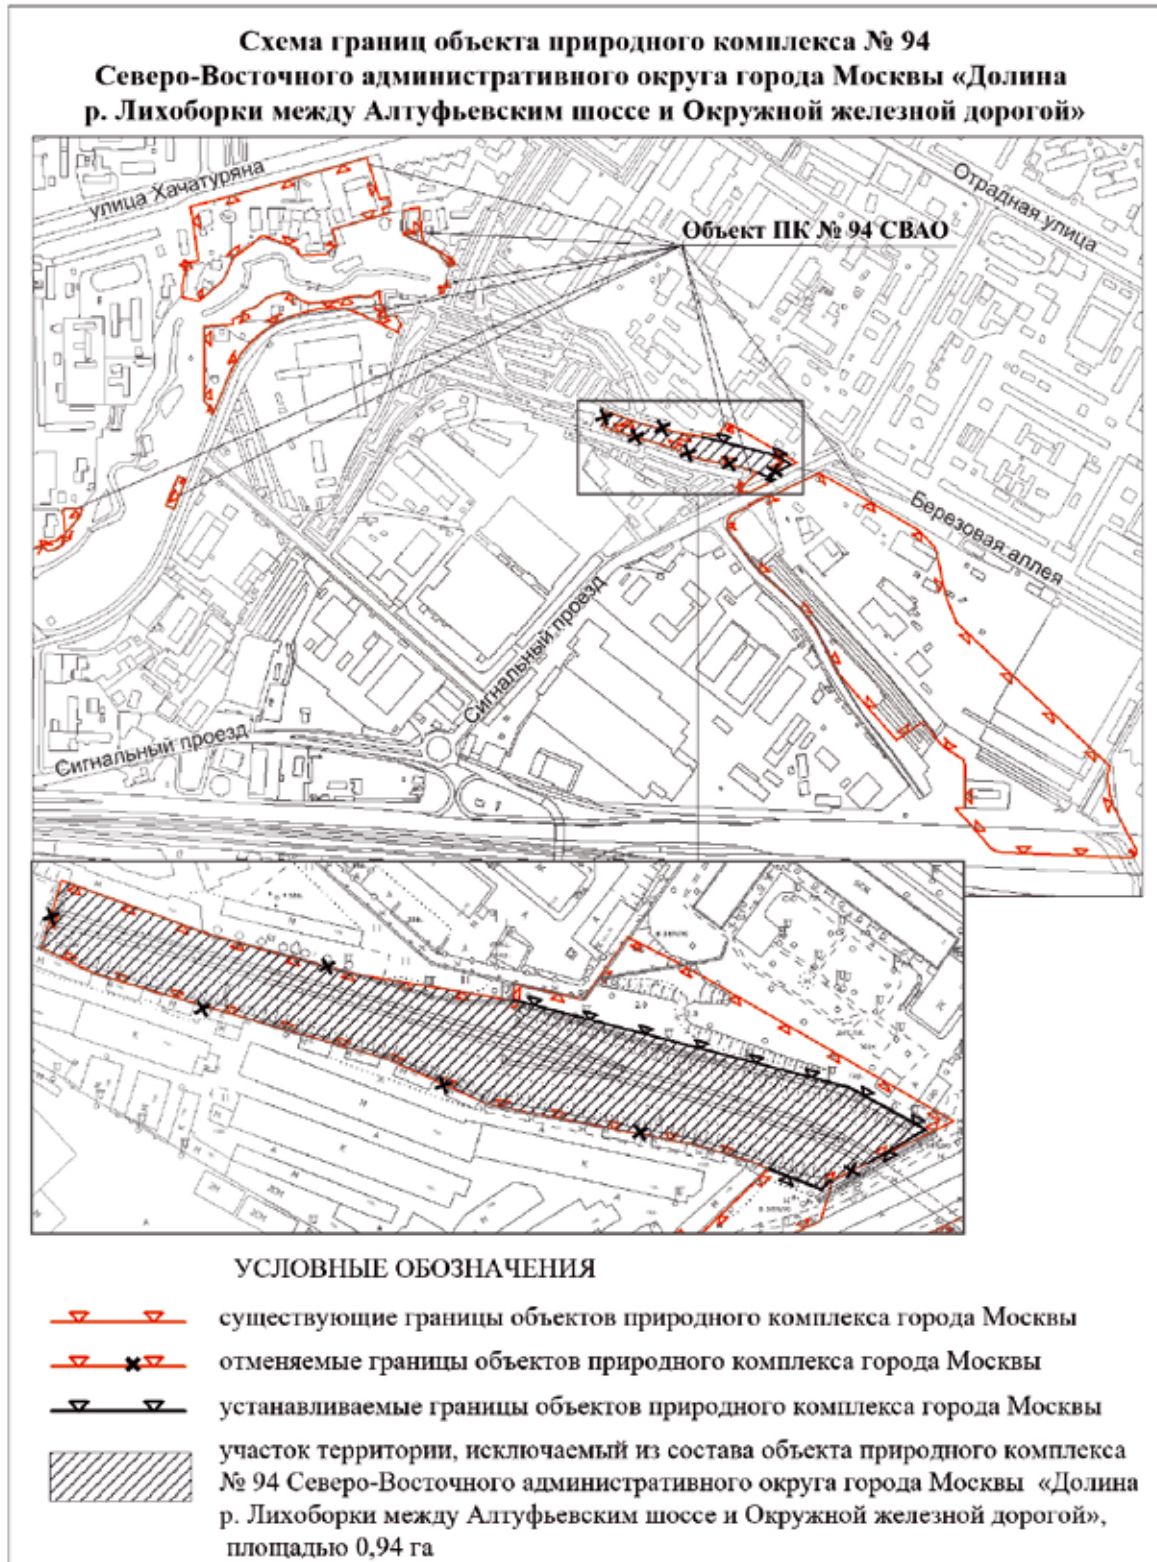 Схема границ объекта природного комплекса № 94
Северо-Восточного административного округа города Москвы «Долина
р. Лихоборки между Алтуфьевским шоссе и Окружной железной дорогой»
улица Хачатуряна
Отрадная улица
Объект ПК № 94 СВАО
Березовая аллея
Сигнальный проезд
Сигнальный проезд
УСЛОВНЫЕ ОБОЗНАЧЕНИЯ
существующие границы объектов природного комплекса города Москвы
отменяемые границы объектов природного комплекса города Москвы
устанавливаемые границы объектов природного комплекса города Москвы
участок территории, исключаемый из состава объекта природного комплекса
№ 94 Северо-Восточного административного округа города Москвы «Долина
р. Лихоборки между Алтуфьевским шоссе и Окружной железной дорогой»,
площадью 0,94 га